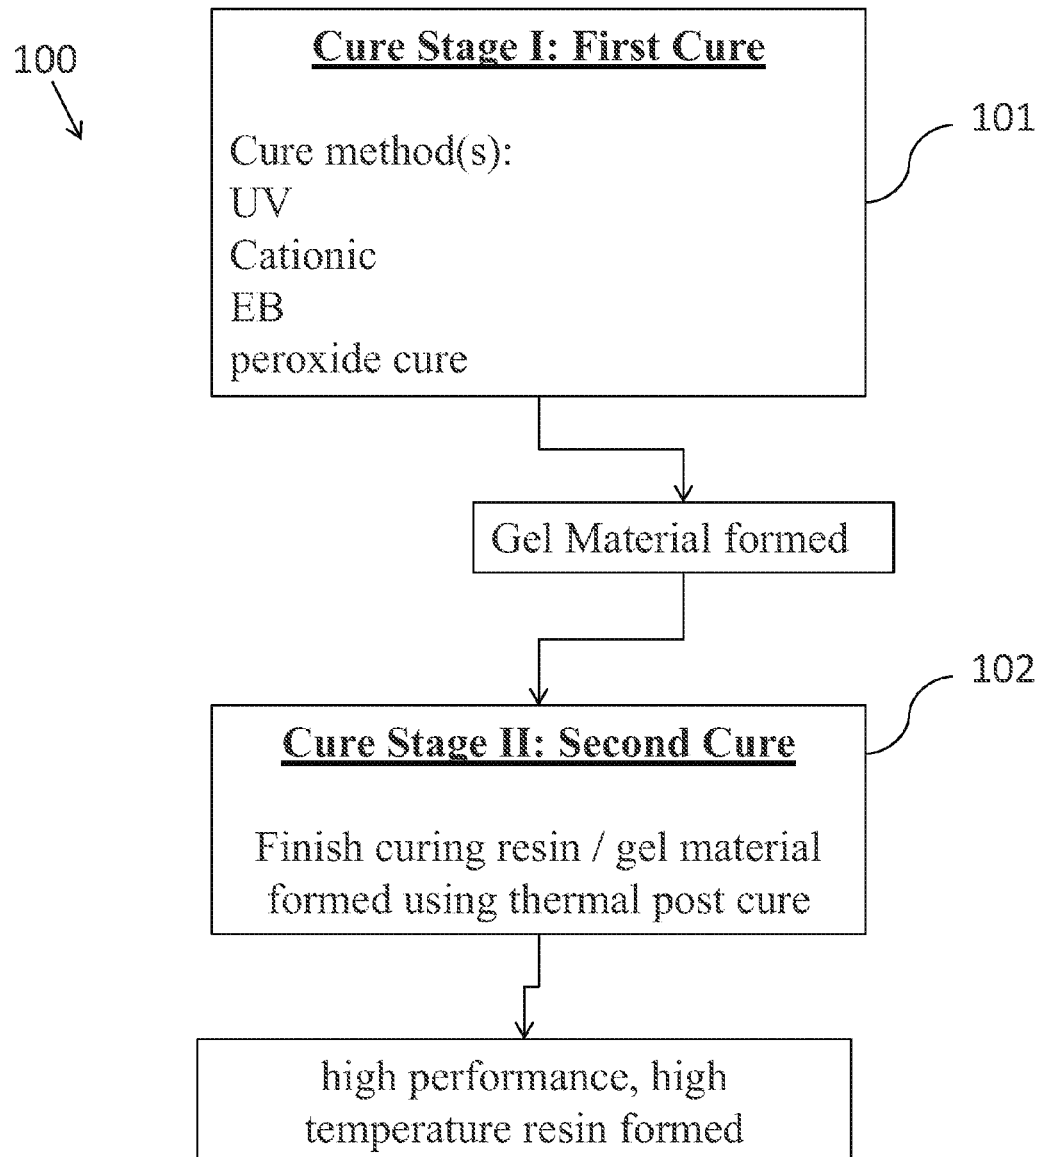 100
Cure Stage I: First Cure
101
Cure method(s):
UV
Cationic
EB
peroxide cure
Gel Material formed
102
Cure Stage II: Second Cure
Finish curing resin / gel material
formed using thermal post cure
high performance, high
temperature resin formed